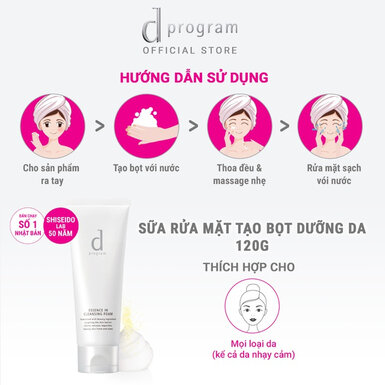 d program
OFFICIAL STORE
HƯỚNG DẪN SỬ DỤNG
Cho sản phẩm
ra tay
Tạo bọt với nước
Thoa đều &
massage nhẹ
Rửa mặt sạch
với nước
BÁN CHẠY
SỐ 1
NHẬT BẢN
SHISEIDO
LAB
50 NĂM
d
program
ESSENCE IN
CLEANSING FOAM
SỮA RỬA MẶT TẠO BỌT DƯỠNG DA
120G
THÍCH HỢP CHO
Mọi loại da
(kể cả da nhạy cảm)